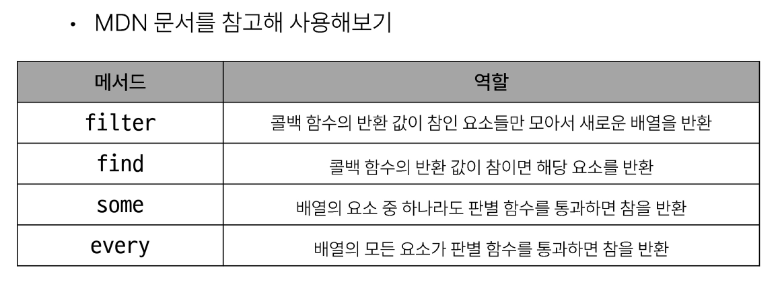 • MDN 문서를 참고해 사용해보기
메서드 역할
filter 콜백 함수의 반환 값이 참인 요소들만 모아서 새로운 배열을 반환
find 콜백 함수의 반환 값이 참이면 해당 요소를 반환
some 배열의 요소 중 하나라도 판별 함수를 통과하면 참을 반환
every 배열의 모든 요소가 판별 함수를 통과하면 참을 반환